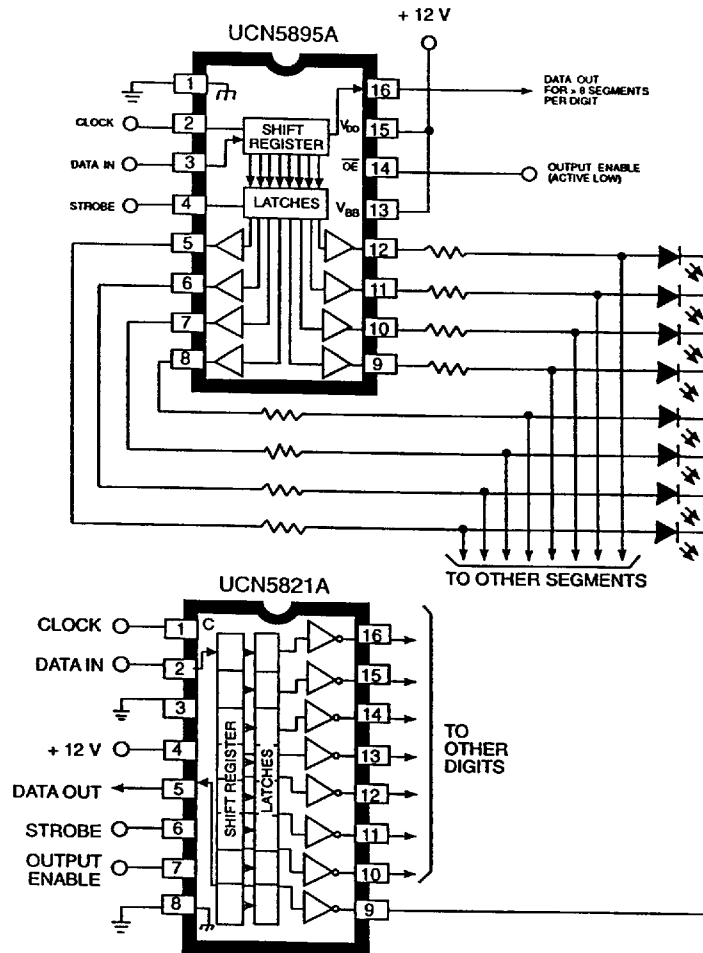 UCN5895A
+ 12 V
1
16
DATA OUT
FOR > 8 SEGMENTS
PER DIGIT
CLOCK
2
SHIFT
REGISTER
VDD
15
DATA IN
3
OE
14
OUTPUT ENABLE
(ACTIVE LOW)
STROBE
4
LATCHES
VBB
13
5
12
6
11
7
10
8
9
TO OTHER SEGMENTS
UCN5821A
CLOCK
1
C
16
DATA IN
2
15
3
14
+ 12 V
4
13
DATA OUT
5
12
STROBE
6
11
OUTPUT
ENABLE
7
10
8
9
SHIFT REGISTER
LATCHES
TO
OTHER
DIGITS